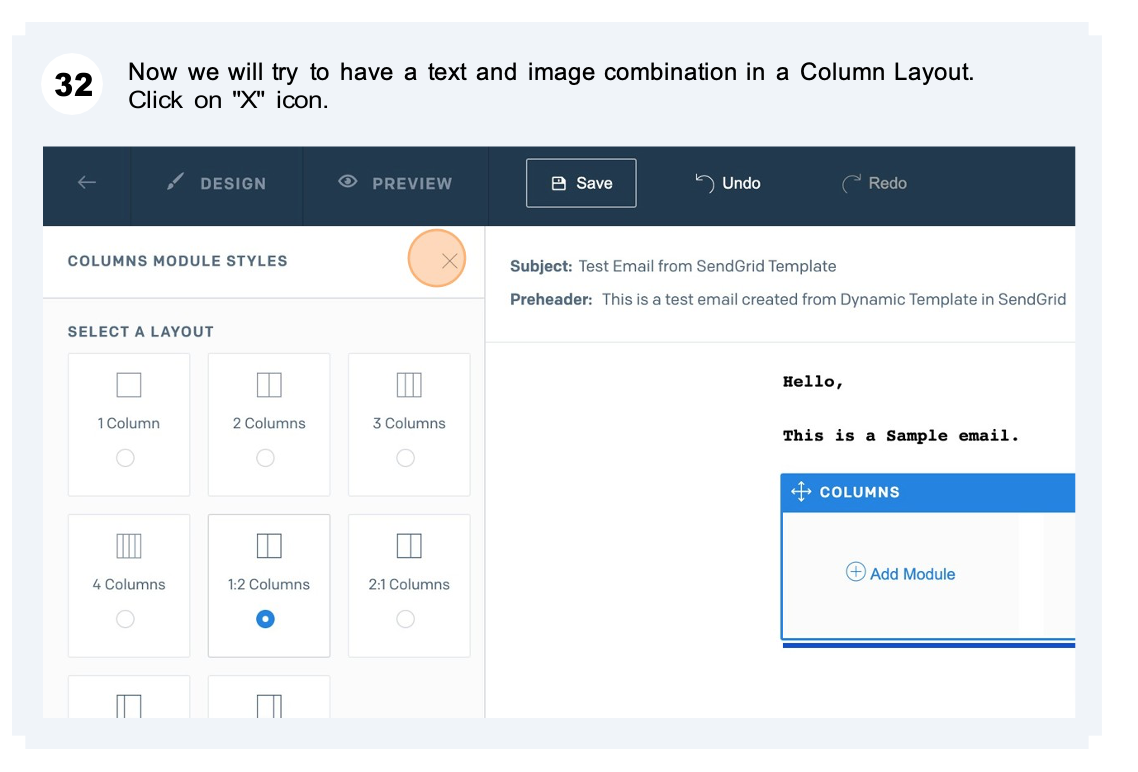 32
Now we will try to have a text and image combination in a Column Layout.
Click on "X" icon.
DESIGN
PREVIEW
Save
Undo
Redo
COLUMNS MODULE STYLES
Subject: Test Email from SendGrid Template
Preheader: This is a test email created from Dynamic Template in SendGrid
SELECT A LAYOUT
1 Column
2 Columns
3 Columns
4 Columns
1:2 Columns
2:1 Columns
Hello,
This is a Sample email.
COLUMNS
Add Module